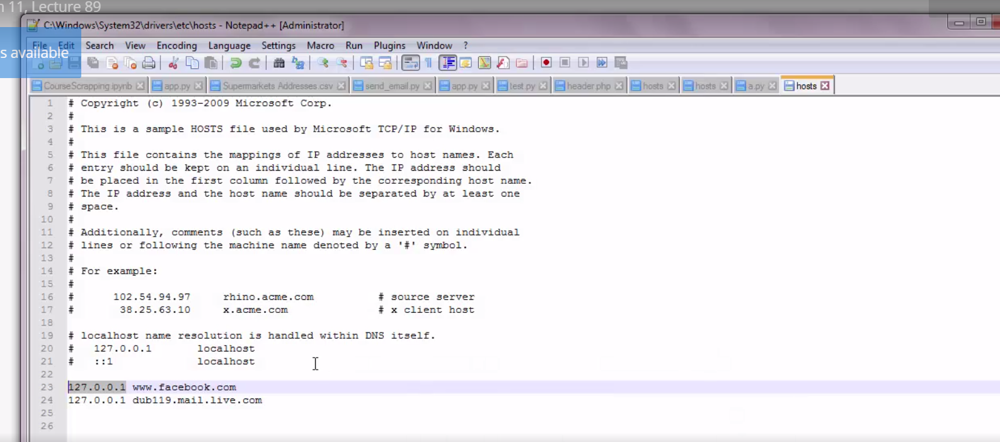 11, Lecture 89
C:\Windows\System32\drivers\etc\hosts - Notepad++ [Administrator]
File Edit Search View Encoding Language Settings Macro Run Plugins Window ?
s available
CourseScrapping.ipynb app.py Supermarkets Addresses.csv send_email.py app.py test.py header.php hosts hosts a.py hosts
1 # Copyright (c) 1993-2009 Microsoft Corp.
2 #
3 # This is a sample HOSTS file used by Microsoft TCP/IP for Windows.
4 #
5 # This file contains the mappings of IP addresses to host names. Each
6 # entry should be kept on an individual line. The IP address should
7 # be placed in the first column followed by the corresponding host name.
8 # The IP address and the host name should be separated by at least one
9 # space.
10 #
11 # Additionally, comments (such as these) may be inserted on individual
12 # lines or following the machine name denoted by a '#' symbol.
13 #
14 # For example:
15 #
16 # 102.54.94.97 rhino.acme.com # source server
17 # 38.25.63.10 x.acme.com # x client host
18
19 # localhost name resolution is handled within DNS itself.
20 # 127.0.0.1 localhost
21 # ::1 localhost
22
23 127.0.0.1 www.facebook.com
24 127.0.0.1 dub119.mail.live.com
25
26